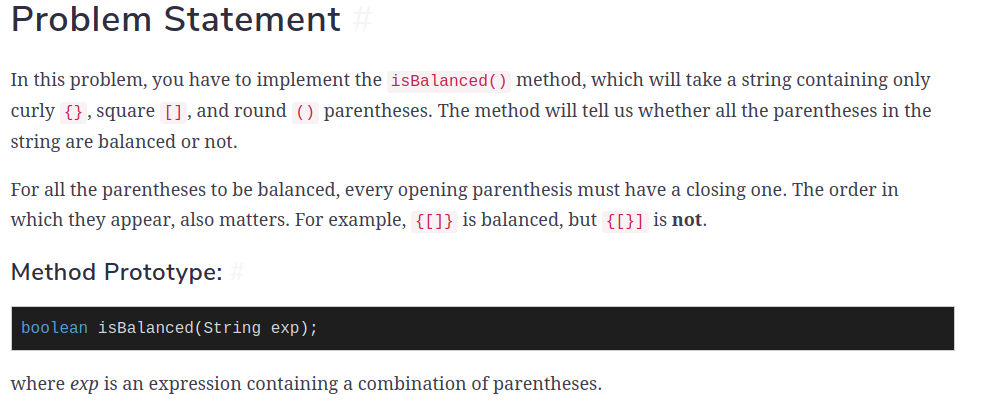 Problem Statement #
In this problem, you have to implement the isBalanced() method, which will take a string containing only
curly {}, square [], and round () parentheses. The method will tell us whether all the parentheses in the
string are balanced or not.
For all the parentheses to be balanced, every opening parenthesis must have a closing one. The order in
which they appear, also matters. For example, {[]} is balanced, but {[}] is not.
Method Prototype: #
boolean isBalanced(String exp);
where exp is an expression containing a combination of parentheses.